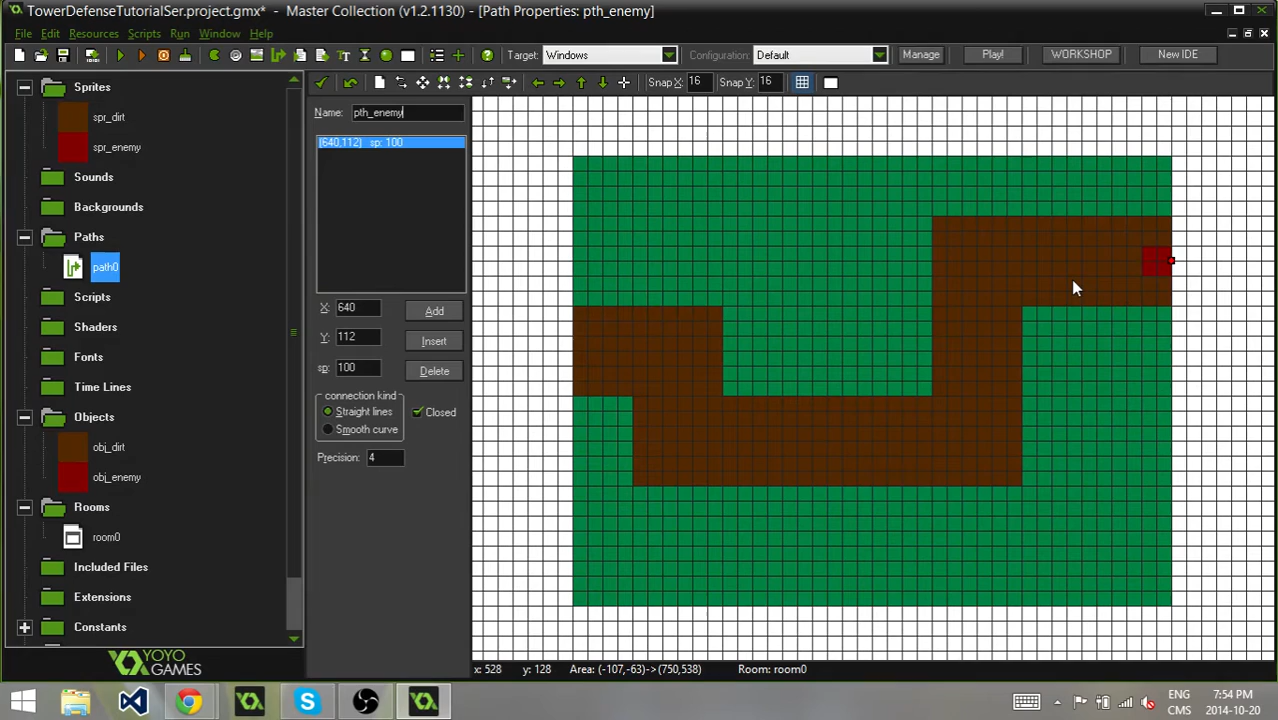 TowerDefenseTutorialSer.project.gmx* - Master Collection (v1.2.1130) - [Path Properties: pth_enemy]
File Edit Resources Scripts Run Window Help
Target: Windows Configuration: Default Manage Play! WORKSHOP New IDE
Snap X: 16 Snap Y: 16
Sprites
spr_dirt
spr_enemy
Sounds
Backgrounds
Paths
path0
Scripts
Shaders
Fonts
Time Lines
Objects
obj_dirt
obj_enemy
Rooms
room0
Included Files
Extensions
Constants
YOYO GAMES
Name: pth_enemy
(640,112) sp: 100
X: 640 Add
Y: 112 Insert
sp: 100 Delete
connection kind
Straight lines Closed
Smooth curve
Precision: 4
x: 528 y: 128 Area: (-107,-63)->(750,538) Room: room0
ENG 7:54 PM
CMS 2014-10-20